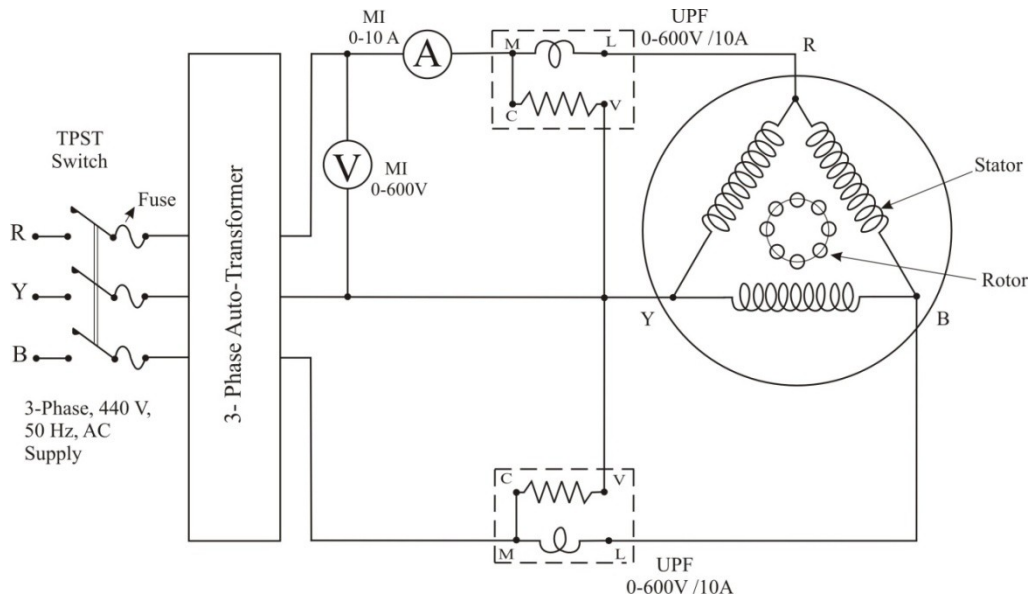 MI
0-10 A
A
UPF
0-600V /10A
M
L
R
C
V
TPST
Switch
V
MI
0-600V
Fuse
Stator
R
Rotor
Y
Y
B
B
3- Phase Auto-Transformer
3-Phase, 440 V,
50 Hz, AC
Supply
C
V
M
L
UPF
0-600V /10A